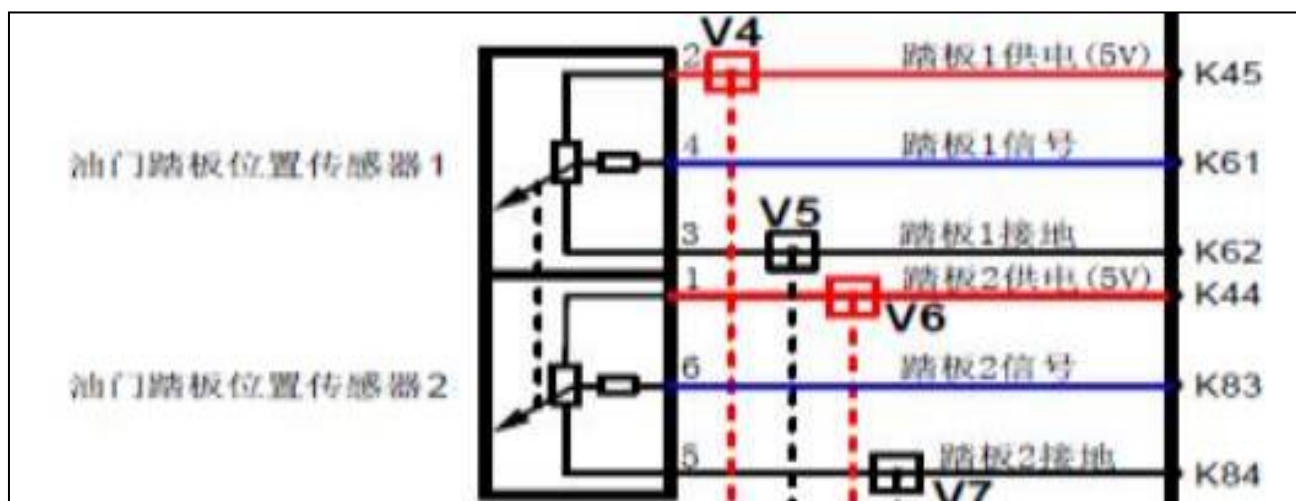 V4
2 踏板1供电(5V) K45
油门踏板位置传感器1 4 踏板1信号 K61
V5
3 踏板1接地 K62
1 踏板2供电(5V) K44
V6
油门踏板位置传感器2 6 踏板2信号 K83
5 踏板2接地 K84
V7